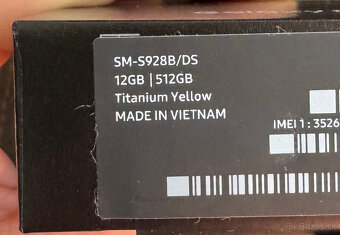 SM-S928B/DS
12GB | 512GB
Titanium Yellow
MADE IN VIETNAM
IMEI 1 : 3526